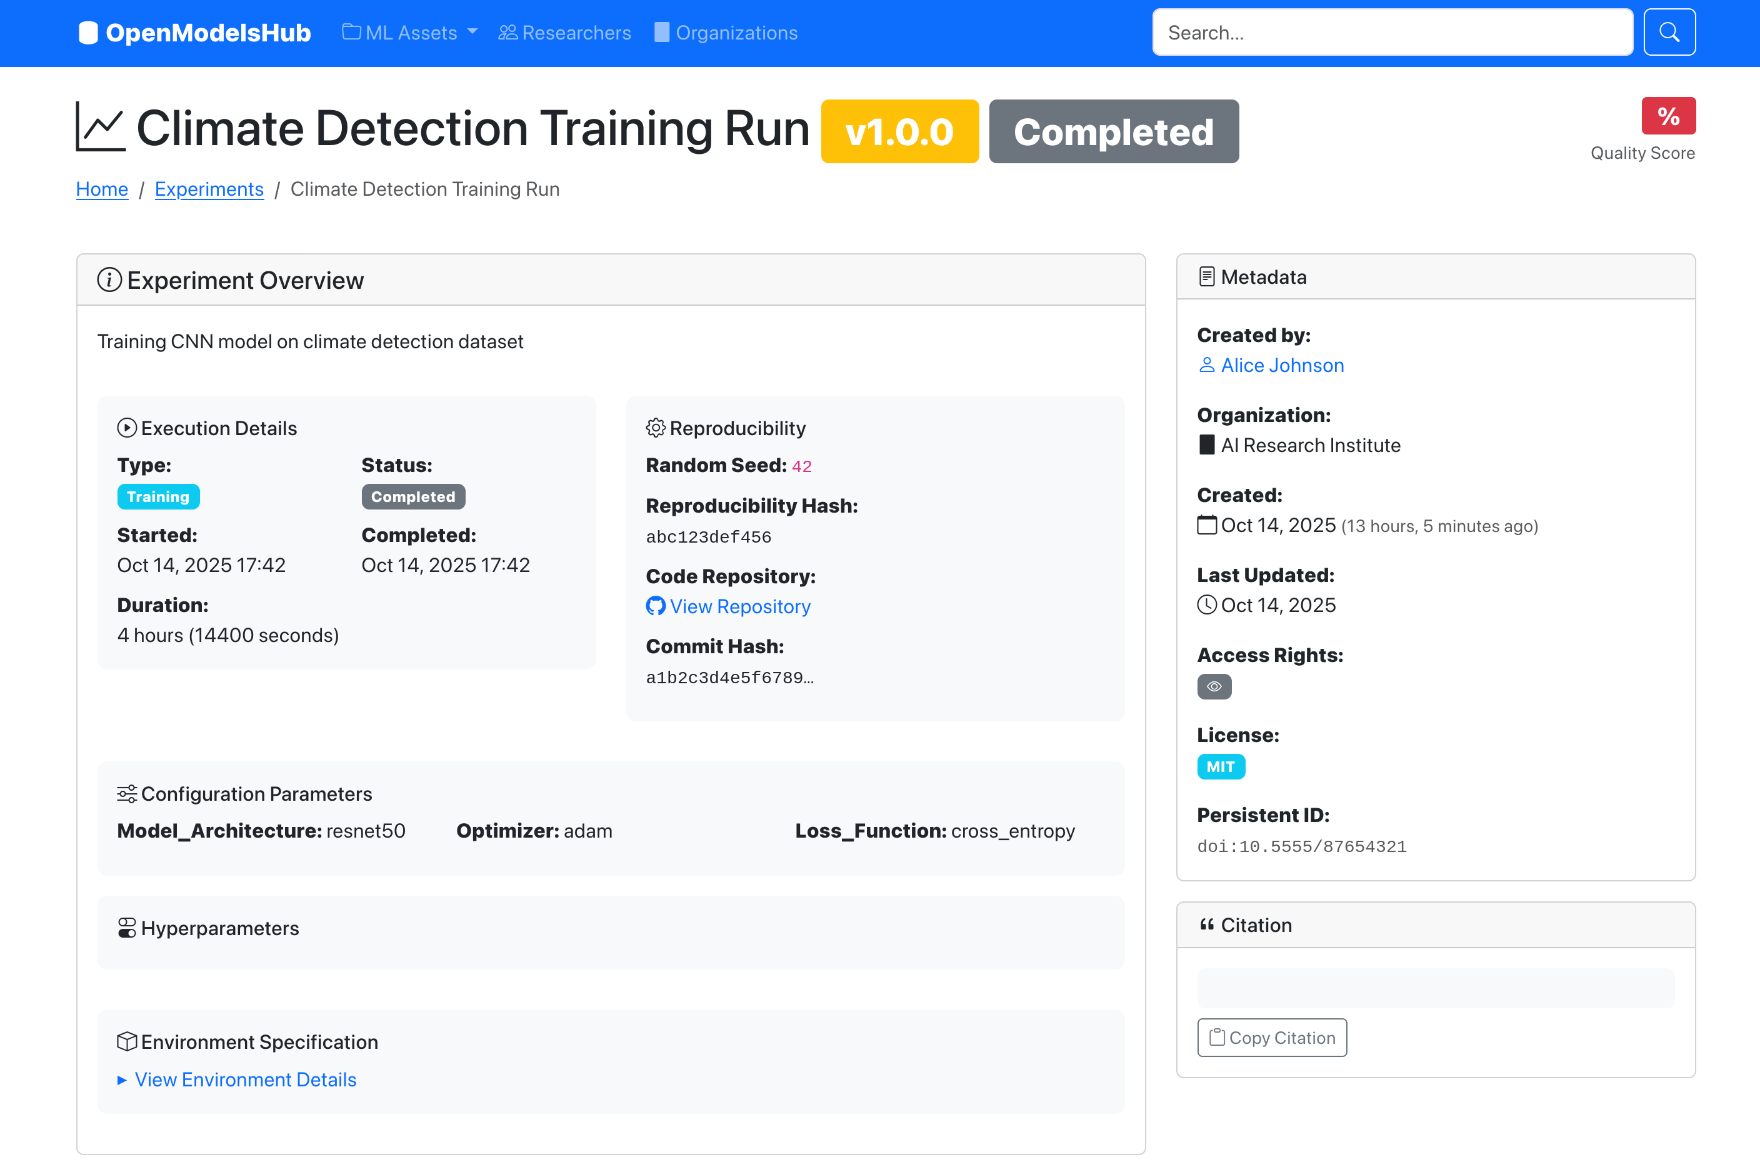 OpenModelsHub ML Assets Researchers Organizations Search...
Climate Detection Training Run v1.0.0 Completed
%
Quality Score
Home / Experiments / Climate Detection Training Run
Experiment Overview
Training CNN model on climate detection dataset
Execution Details
Type: Status:
Training Completed
Started: Completed:
Oct 14, 2025 17:42 Oct 14, 2025 17:42
Duration:
4 hours (14400 seconds)
Reproducibility
Random Seed: 42
Reproducibility Hash:
abc123def456
Code Repository:
View Repository
Commit Hash:
a1b2c3d4e5f6789…
Configuration Parameters
Model_Architecture: resnet50 Optimizer: adam Loss_Function: cross_entropy
Hyperparameters
Environment Specification
▸ View Environment Details
Metadata
Created by:
Alice Johnson
Organization:
AI Research Institute
Created:
Oct 14, 2025 (13 hours, 5 minutes ago)
Last Updated:
Oct 14, 2025
Access Rights:
License:
MIT
Persistent ID:
doi:10.5555/87654321
Citation
Copy Citation